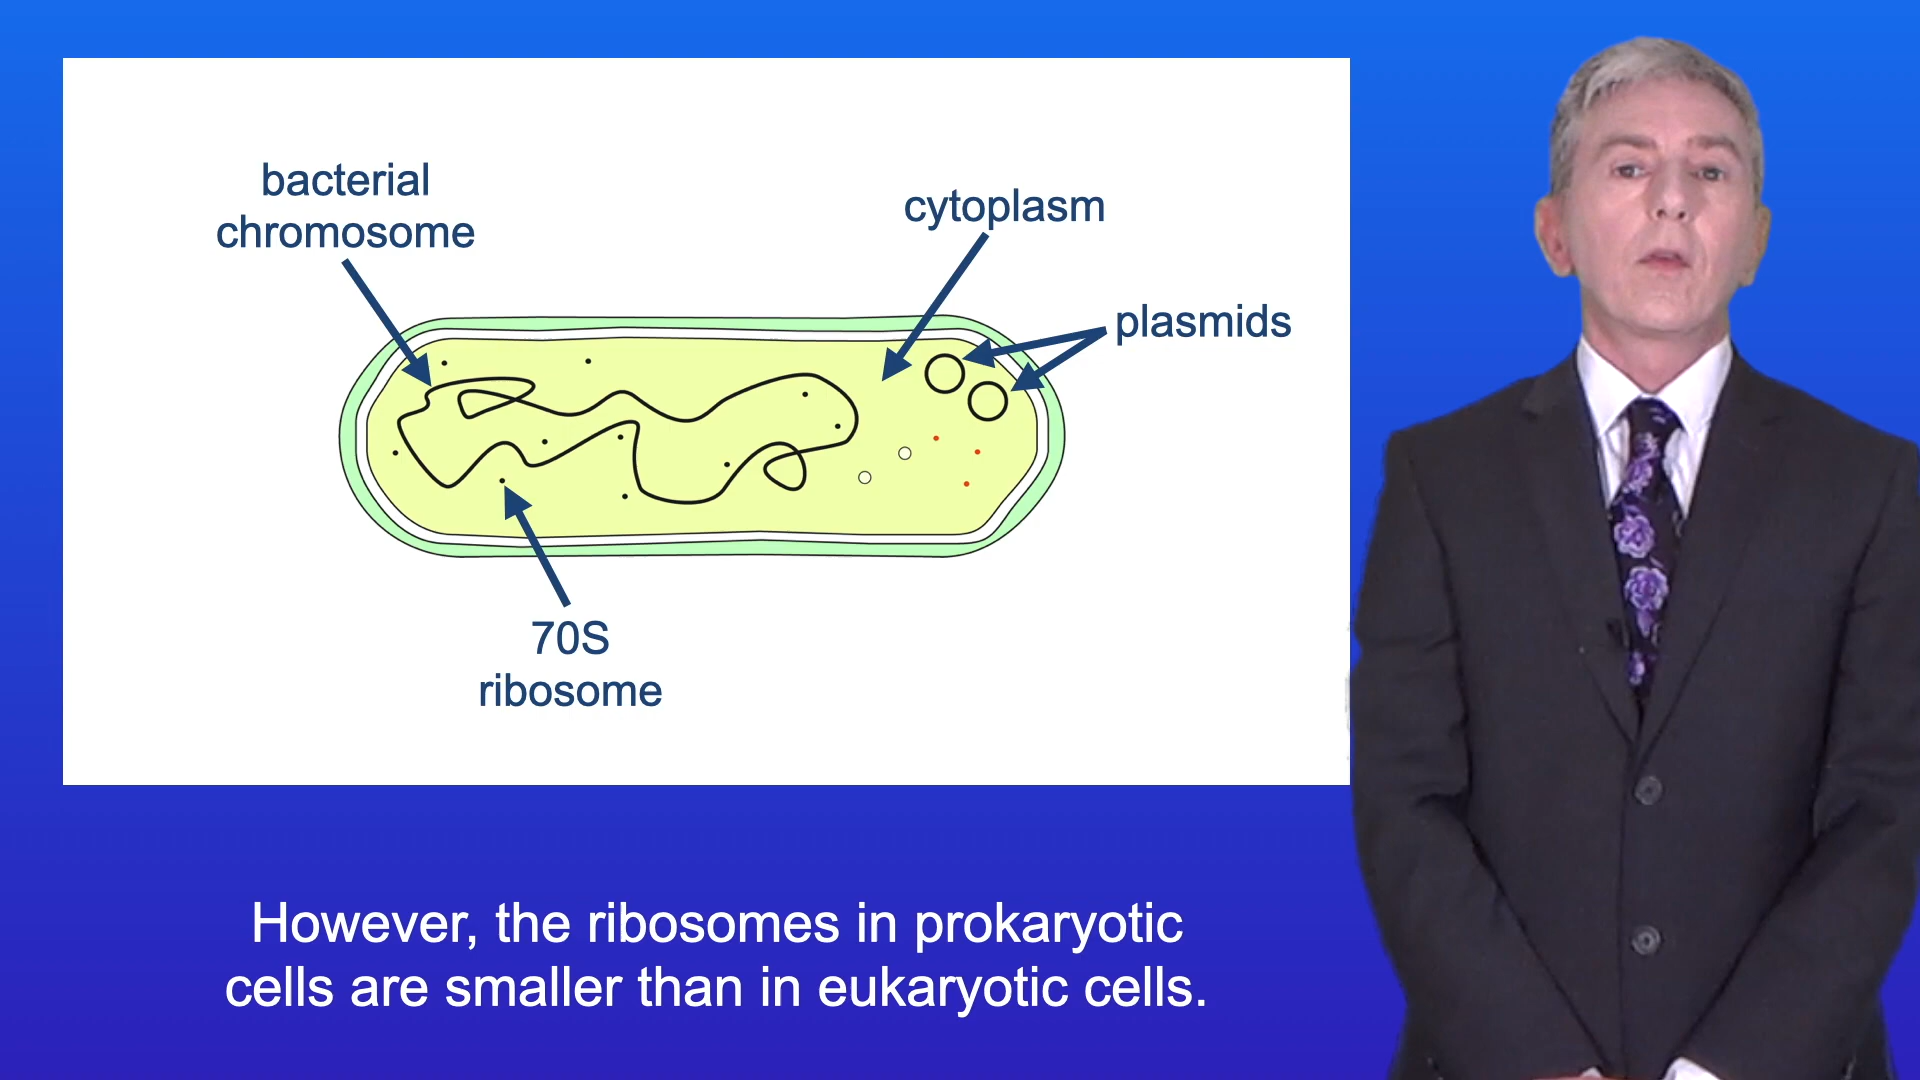 bacterial
chromosome
cytoplasm
plasmids
70S
ribosome
However, the ribosomes in prokaryotic
cells are smaller than in eukaryotic cells.